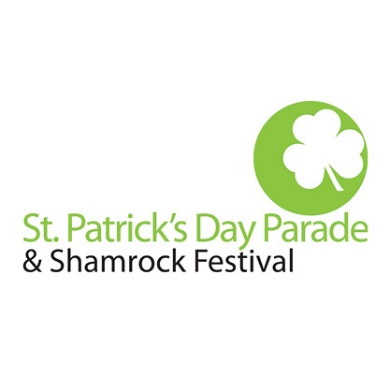 St. Patrick's Day Parade
& Shamrock Festival